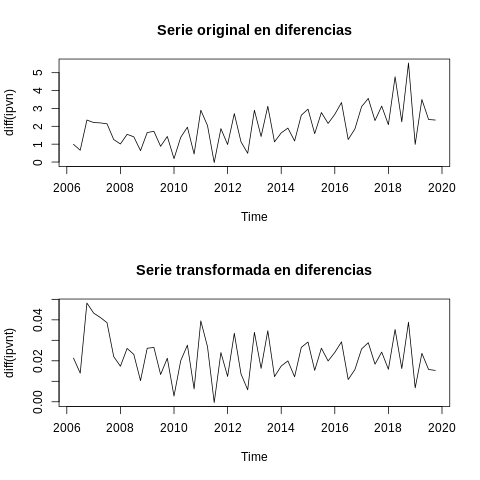 Serie original en diferencias
diff(ipvn)
0 1 2 3 4 5
2006 2008 2010 2012 2014 2016 2018 2020
Time
Serie transformada en diferencias
diff(ipvnt)
0.00 0.02 0.04
2006 2008 2010 2012 2014 2016 2018 2020
Time